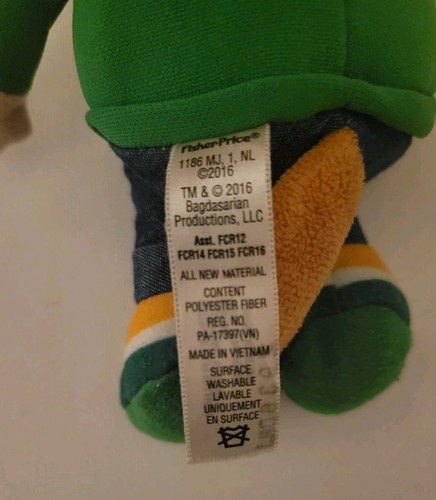 Fisher-Price®
1186 MJ, 1, NL
©2016
TM & © 2016
Bagdasarian
Productions, LLC
Asst. FCR12
FCR14 FCR15 FCR16
ALL NEW MATERIAL
CONTENT
POLYESTER FIBER
REG. NO.
PA-17397(VN)
MADE IN VIETNAM
SURFACE
WASHABLE
LAVABLE
UNIQUEMENT
EN SURFACE